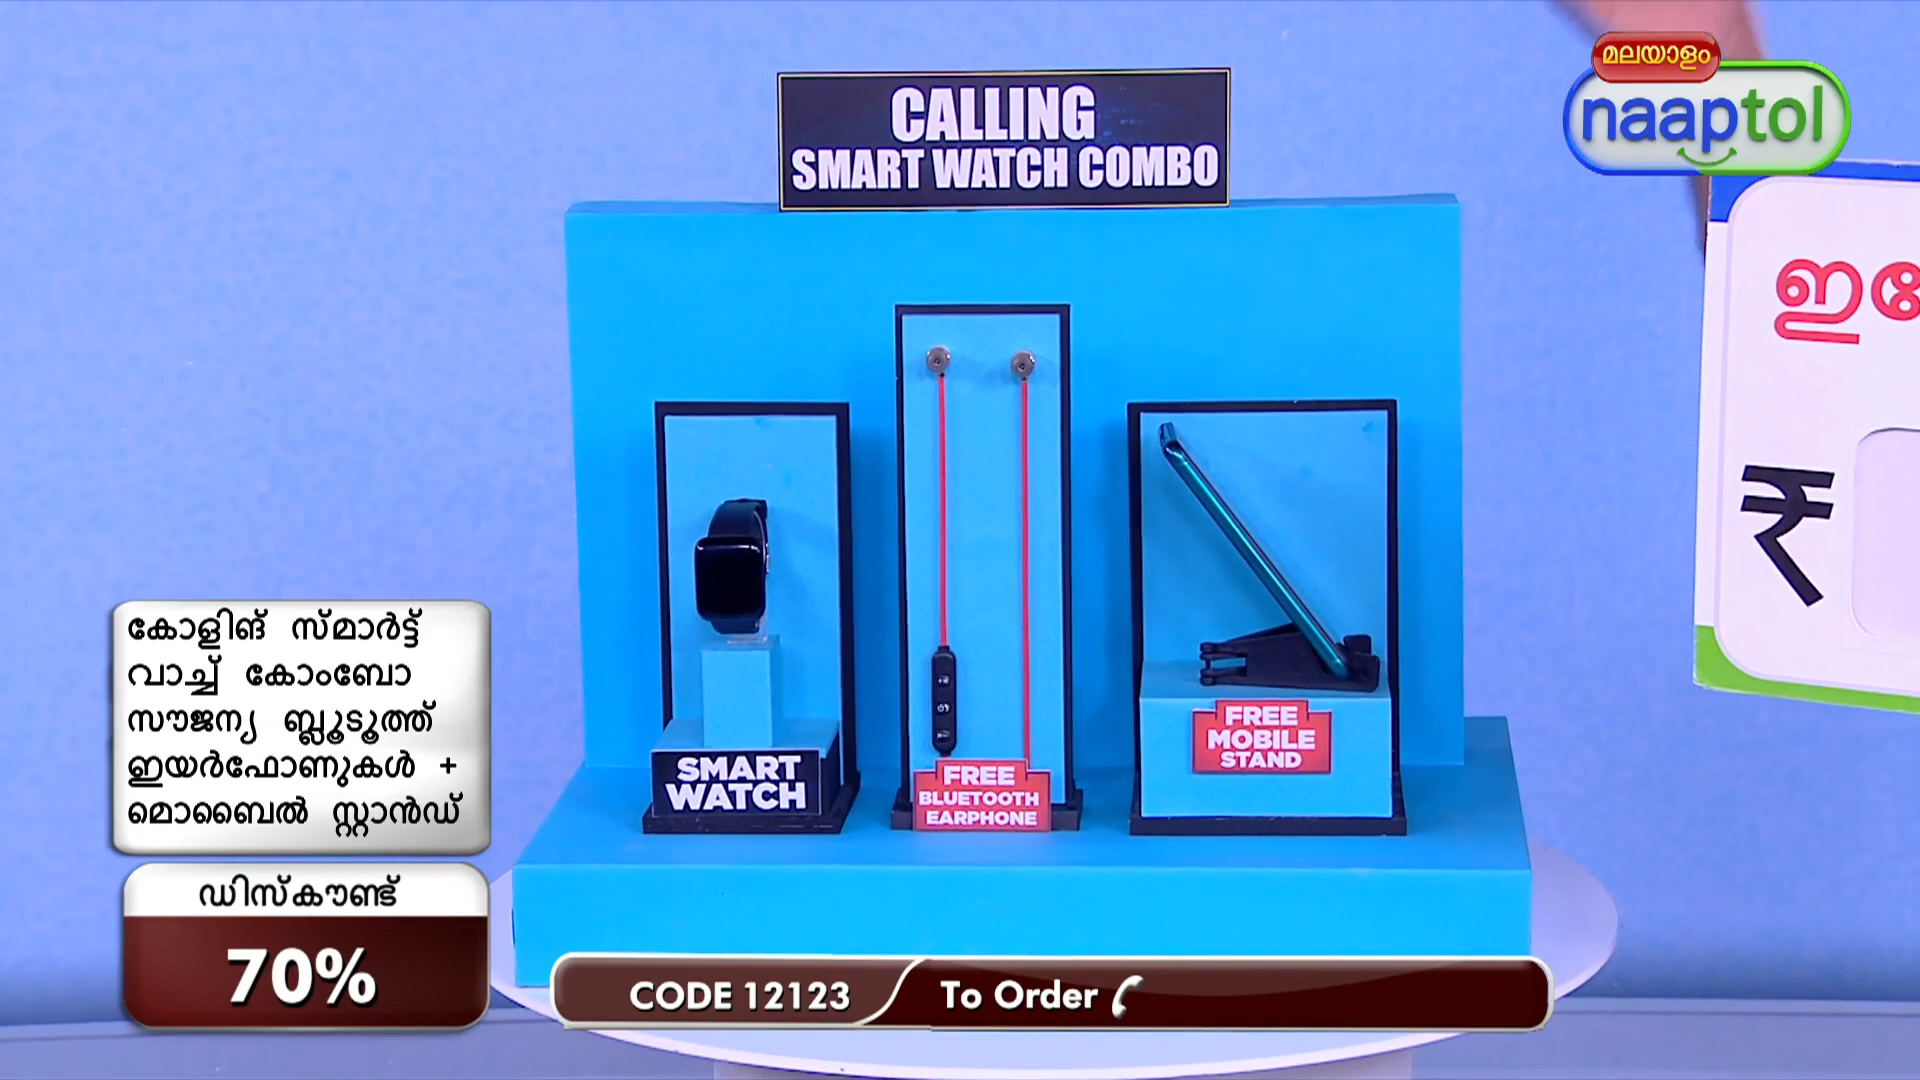 മലയാളം
naaptol
CALLING
SMART WATCH COMBO
₹
കോളിങ് സ്മാർട്ട്
വാച്ച് കോംബോ
സൗജന്യ ബ്ലൂടൂത്ത്
ഇയർഫോണുകൾ +
മൊബൈൽ സ്റ്റാൻഡ്
SMART
WATCH
FREE
BLUETOOTH
EARPHONE
FREE
MOBILE
STAND
ഡിസ്കൗണ്ട്
70%
CODE 12123 To Order